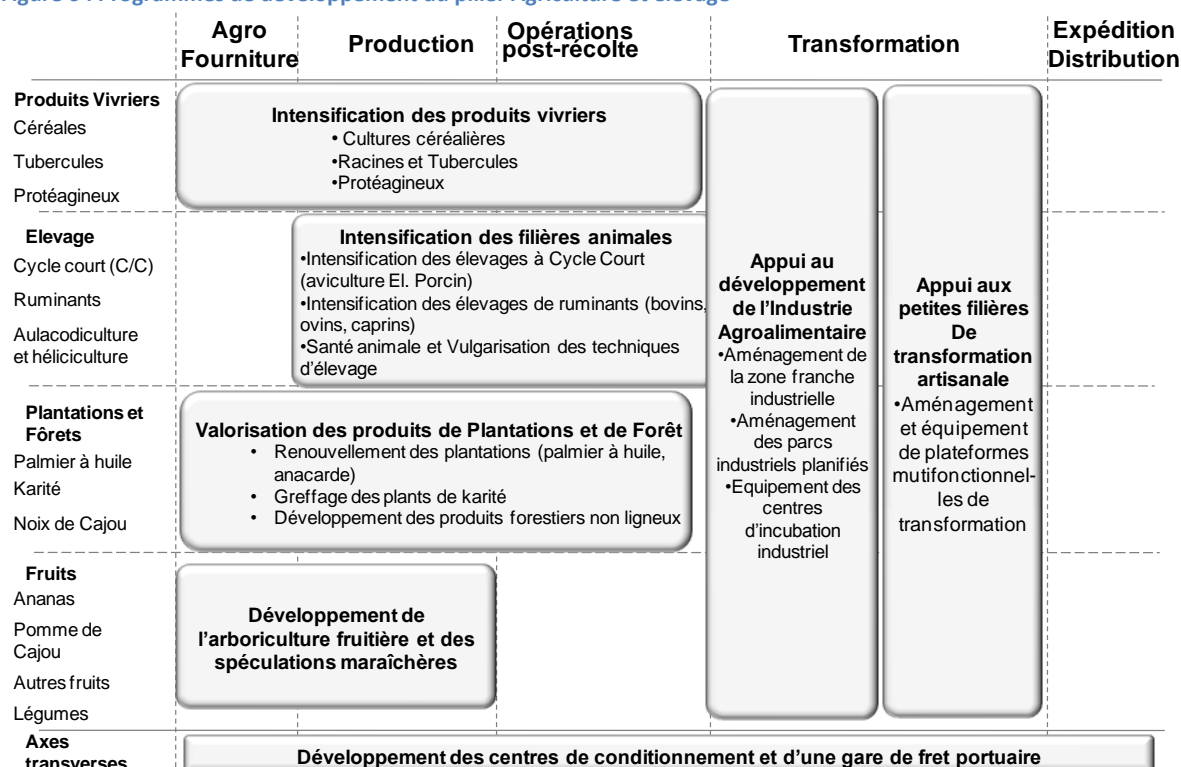 Figure 54: Programmes de développement du pilier Agriculture et élevage
Agro
Fourniture
Production
Opérations
post-récolte
Transformation
Expédition
Distribution
Produits Vivriers
Céréales
Tubercules
Protéagineux
Intensification des produits vivriers
• Cultures céréalières
•Racines et Tubercules
•Protéagineux
Elevage
Cycle court (C/C)
Ruminants
Aulacodiculture
et héliciculture
Intensification des filières animales
•Intensification des élevages à Cycle Court
(aviculture El. Porcin)
•Intensification des élevages de ruminants (bovins,
ovins, caprins)
•Santé animale et Vulgarisation des techniques
d'élevage
Plantations et
Fôrets
Palmier à huile
Karité
Noix de Cajou
Valorisation des produits de Plantations et de Forêt
• Renouvellement des plantations (palmier à huile,
anacarde)
• Greffage des plants de karité
• Développement des produits forestiers non ligneux
Fruits
Ananas
Pomme de
Cajou
Autres fruits
Légumes
Développement de
l'arboriculture fruitière et des
spéculations maraîchères
Appui au
développement
de l'Industrie
Agroalimentaire
•Aménagement de
la zone franche
industrielle
•Aménagement
des parcs
industriels planifiés
•Equipement des
centres
d'incubation
industriel
Appui aux
petites filières
De
transformation
artisanale
•Aménagement
et équipement
de plateformes
mutifonctionnel-
les de
transformation
Axes
transverses
Développement des centres de conditionnement et d'une gare de fret portuaire